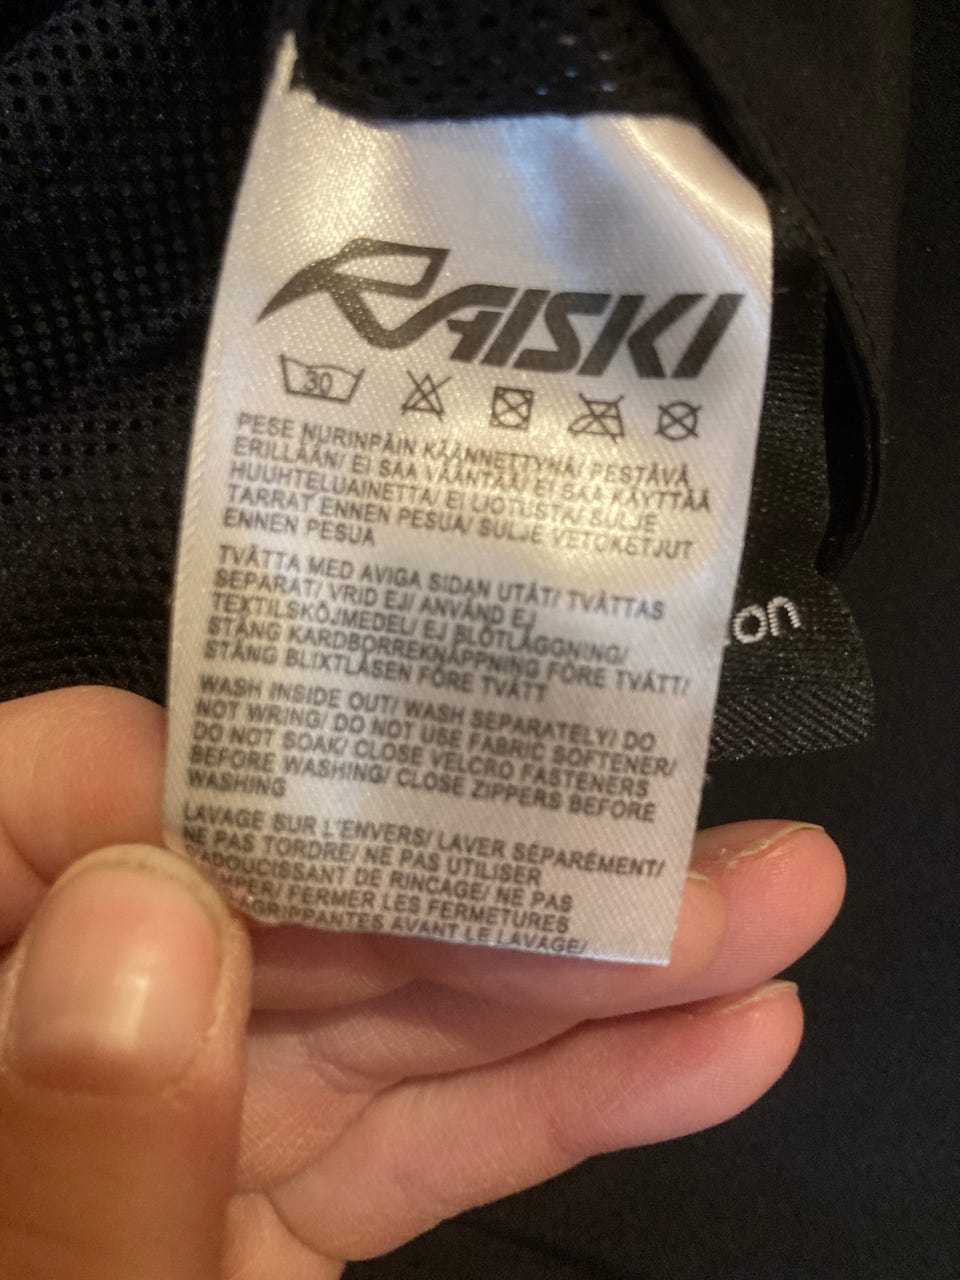 RAISKI
30
PESE NURINPÄIN KÄÄNNETTYNÄ/ PESTÄVÄ
ERILLÄÄN/ EI SAA VÄÄNTÄÄ/ EI SAA KÄYTTÄÄ
HUUHTELUAINETTA/ EI LIOTUSTA/ SULJE
TARRAT ENNEN PESUA/ SULJE VETOKETJUT
ENNEN PESUA
TVÄTTA MED AVIGA SIDAN UTÅT/ TVÄTTAS
SEPARAT/ VRID EJ/ ANVÄND EJ
TEXTILSKÖJMEDEL/ EJ BLÖTLÄGGNING/
STÄNG KARDBORREKNÄPPNING FÖRE TVÄTT/
STÄNG BLIXTLÅSEN FÖRE TVÄTT
WASH INSIDE OUT/ WASH SEPARATELY/ DO
NOT WRING/ DO NOT USE FABRIC SOFTENER/
DO NOT SOAK/ CLOSE VELCRO FASTENERS
BEFORE WASHING/ CLOSE ZIPPERS BEFORE
WASHING
LAVAGE SUR L'ENVERS/ LAVER SÉPARÉMENT/
NE PAS TORDRE/ NE PAS UTILISER
ADOUCISSANT DE RINCAGE/ NE PAS
MPER/ FERMER LES FERMETURES
GRIPPANTES AVANT LE LAVAGE/
on